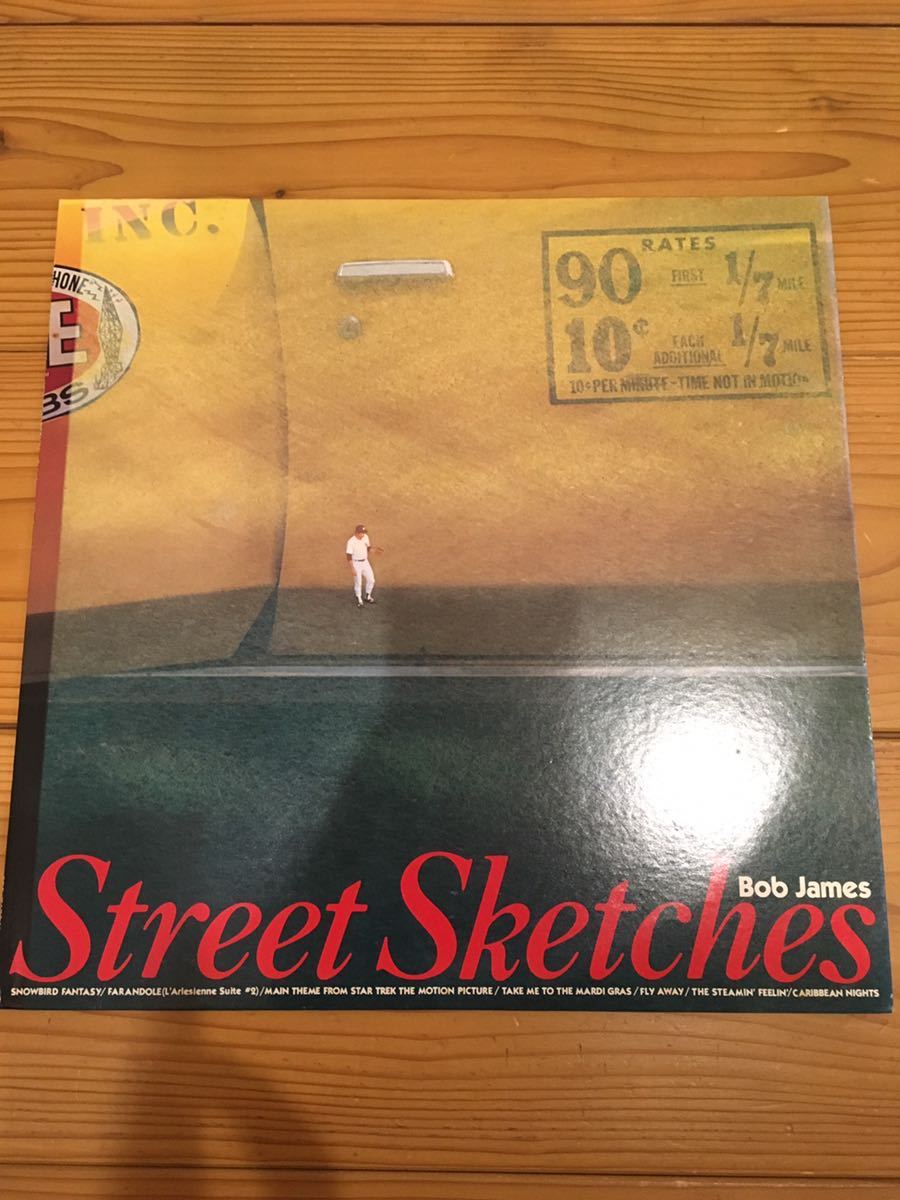 INC.
HONE
E
BS
RATES
90 FIRST 1/7 MILE
10¢ EACH ADDITIONAL 1/7 MILE
10¢ PER MINUTE-TIME NOT IN MOTION
Bob James
Street Sketches
SNOWBIRD FANTASY/FARANDOLE(L'Arlesienne Suite #2)/MAIN THEME FROM STAR TREK THE MOTION PICTURE/TAKE ME TO THE MARDI GRAS/FLY AWAY/THE STEAMIN' FEELIN'/CARIBBEAN NIGHTS